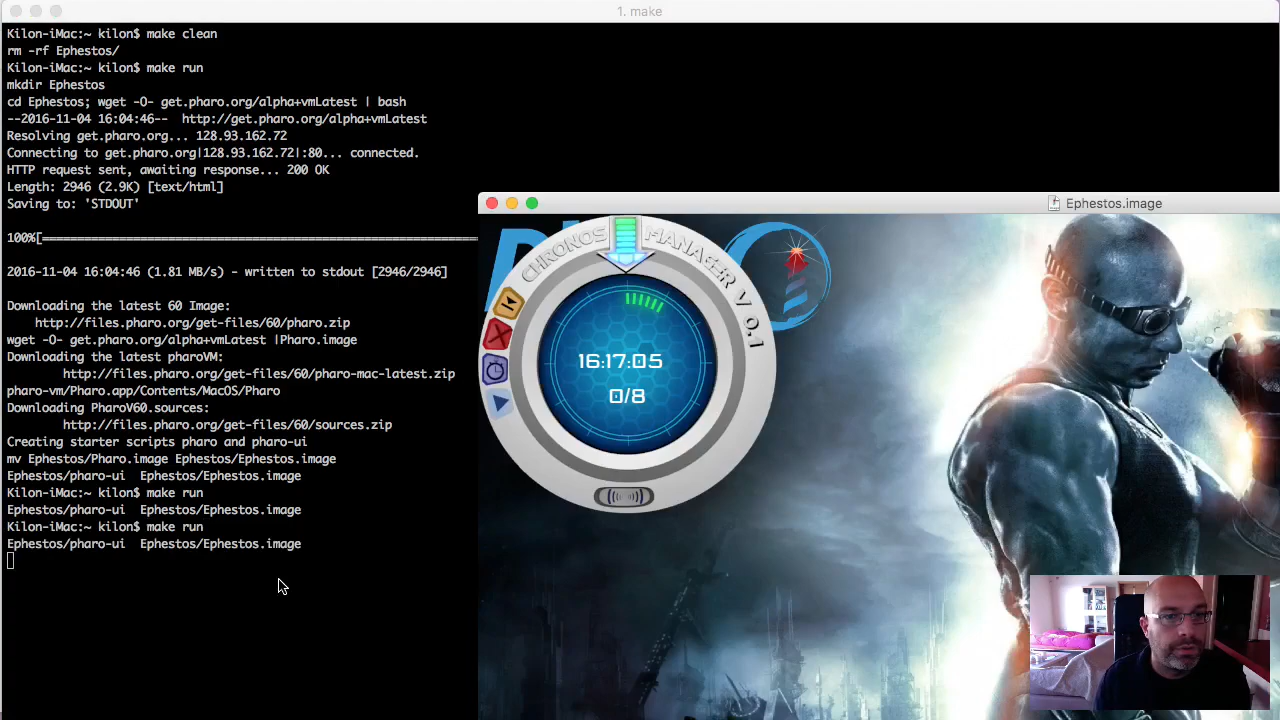 1. make
Kilon-iMac:~ kilon$ make clean
rm -rf Ephestos/
Kilon-iMac:~ kilon$ make run
mkdir Ephestos
cd Ephestos; wget -O- get.pharo.org/alpha+vmLatest | bash
--2016-11-04 16:04:46--  http://get.pharo.org/alpha+vmLatest
Resolving get.pharo.org... 128.93.162.72
Connecting to get.pharo.org|128.93.162.72|:80... connected.
HTTP request sent, awaiting response... 200 OK
Length: 2946 (2.9K) [text/html]
Saving to: 'STDOUT'
100%[
2016-11-04 16:04:46 (1.81 MB/s) - written to stdout [2946/2946]
Downloading the latest 60 Image:
http://files.pharo.org/get-files/60/pharo.zip
wget -O- get.pharo.org/alpha+vmLatest |Pharo.image
Downloading the latest pharoVM:
http://files.pharo.org/get-files/60/pharo-mac-latest.zip
pharo-vm/Pharo.app/Contents/MacOS/Pharo
Downloading PharoV60.sources:
http://files.pharo.org/get-files/60/sources.zip
Creating starter scripts pharo and pharo-ui
mv Ephestos/Pharo.image Ephestos/Ephestos.image
Ephestos/pharo-ui  Ephestos/Ephestos.image
Kilon-iMac:~ kilon$ make run
Ephestos/pharo-ui  Ephestos/Ephestos.image
Kilon-iMac:~ kilon$ make run
Ephestos/pharo-ui  Ephestos/Ephestos.image
Ephestos.image
CHRONOS MANAGER V 0.1
16:17:05
0/8